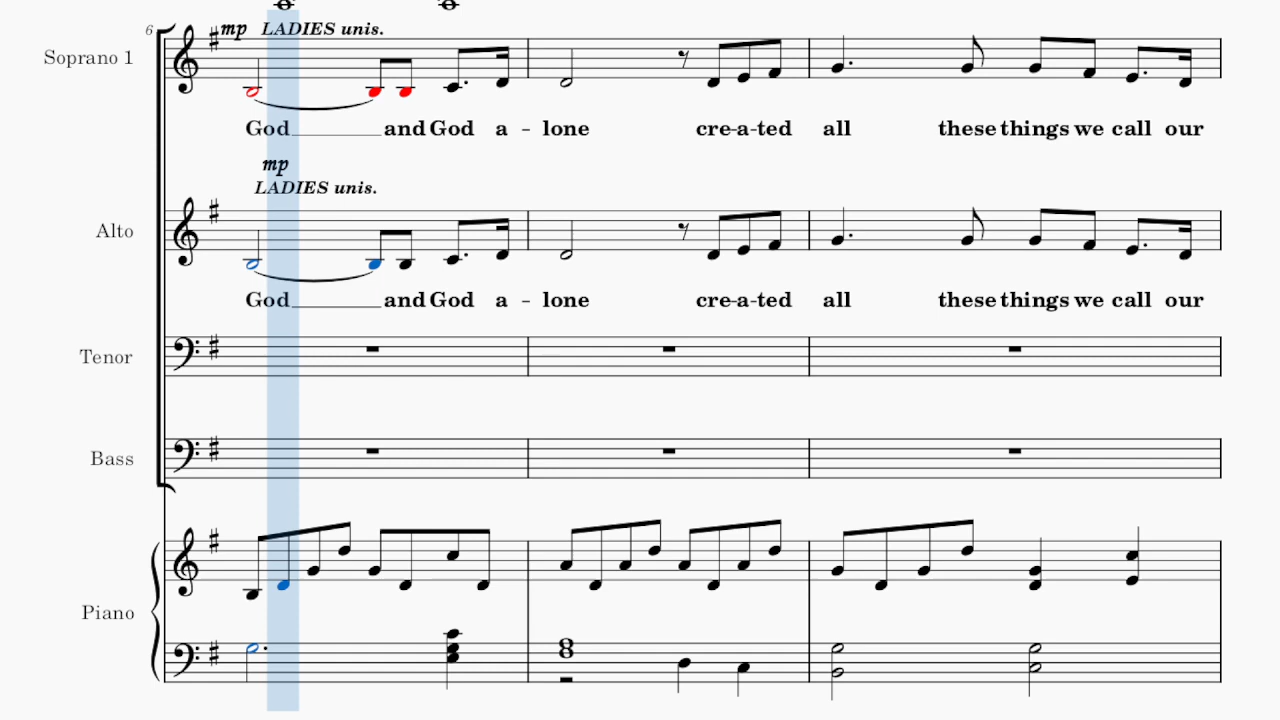 6
mp LADIES unis.
Soprano 1
God and God a - lone cre-a-ted all these things we call our
mp
LADIES unis.
Alto
God and God a - lone cre-a-ted all these things we call our
Tenor
Bass
Piano